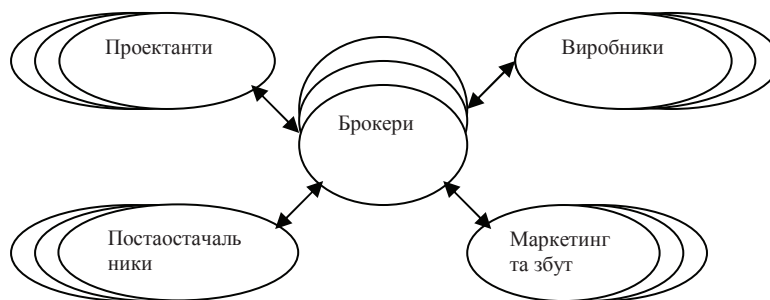 Проектанти
Виробники
Брокери
Постаостачаль
ники
Маркетинг
та збут